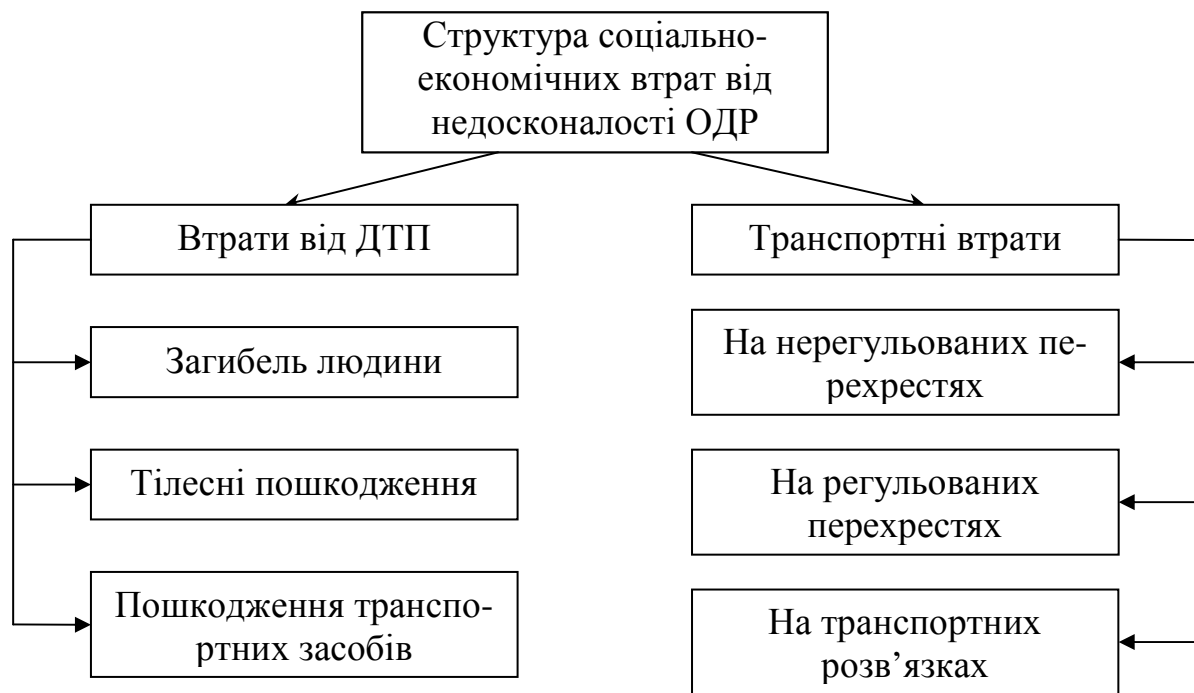 Структура соціально-
економічних втрат від
недосконалості ОДР
Втрати від ДТП
Транспортні втрати
Загибель людини
На нерегульованих пе-
рехрестях
Тілесні пошкодження
На регульованих
перехрестях
Пошкодження транспо-
ртних засобів
На транспортних
розв’язках